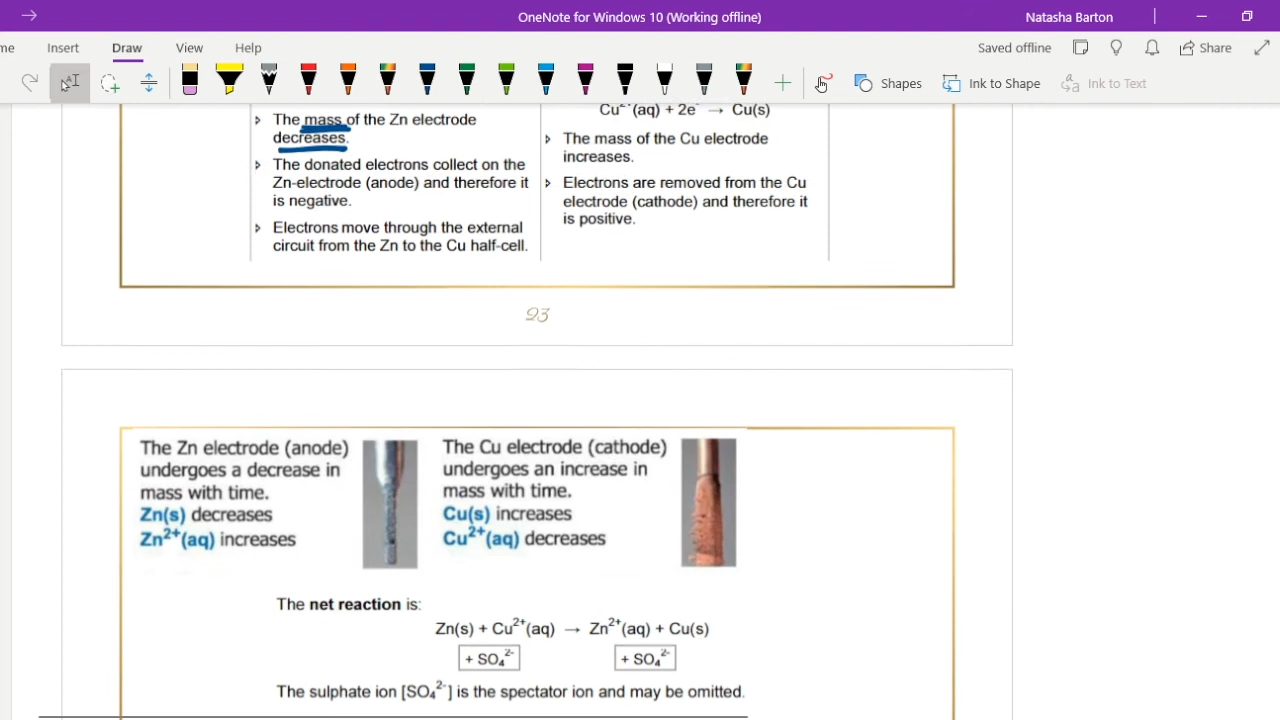 OneNote for Windows 10 (Working offline)
Natasha Barton
me Insert Draw View Help
Saved offline Share
Shapes Ink to Shape Ink to Text
Cu²⁺(aq) + 2e⁻ → Cu(s)
▹ The mass of the Zn electrode
decreases.
▹ The donated electrons collect on the
Zn-electrode (anode) and therefore it
is negative.
▹ Electrons move through the external
circuit from the Zn to the Cu half-cell.
▹ The mass of the Cu electrode
increases.
▹ Electrons are removed from the Cu
electrode (cathode) and therefore it
is positive.
23
The Zn electrode (anode)
undergoes a decrease in
mass with time.
Zn(s) decreases
Zn²⁺(aq) increases
The Cu electrode (cathode)
undergoes an increase in
mass with time.
Cu(s) increases
Cu²⁺(aq) decreases
The net reaction is:
Zn(s) + Cu²⁺(aq) → Zn²⁺(aq) + Cu(s)
+ SO₄²⁻ + SO₄²⁻
The sulphate ion [SO₄²⁻] is the spectator ion and may be omitted.